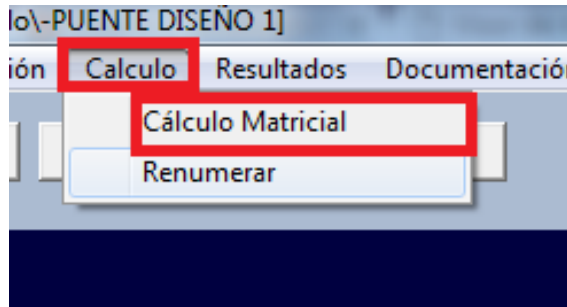 lo\-PUENTE DISEÑO 1]
ión Calculo Resultados Documentació
Cálculo Matricial
Renumerar